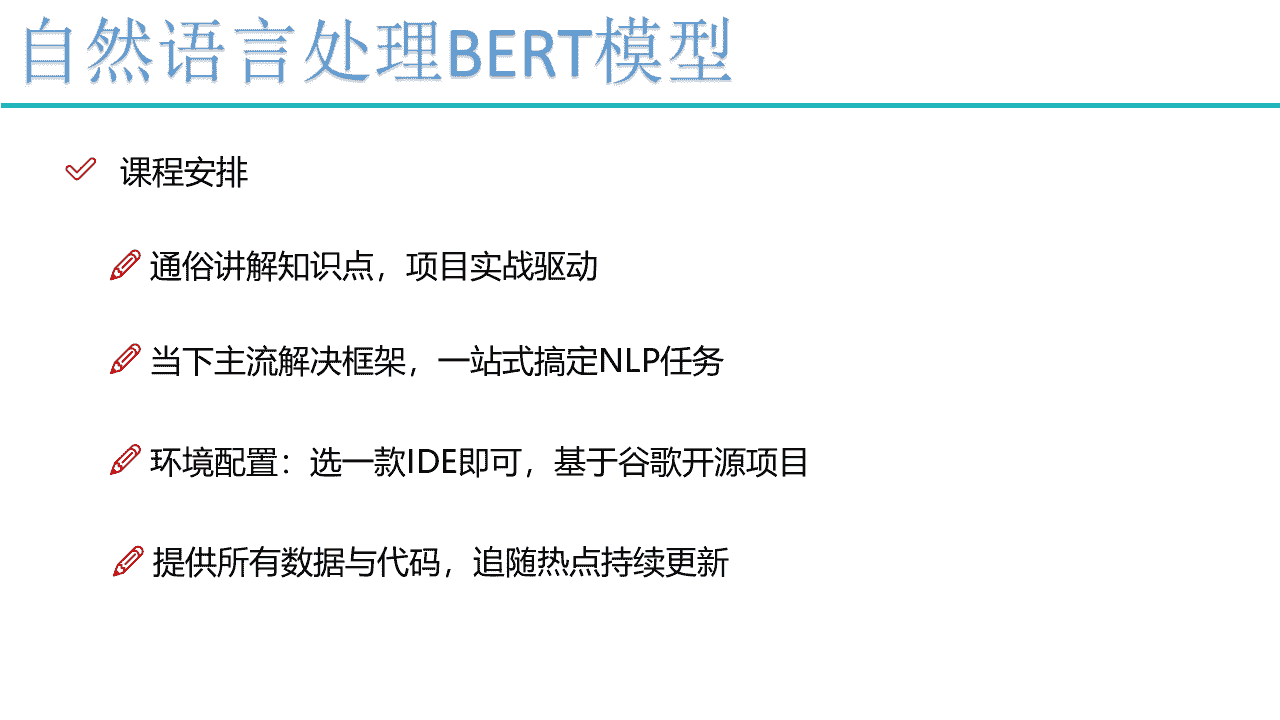 自然语言处理BERT模型
课程安排
通俗讲解知识点，项目实战驱动
当下主流解决框架，一站式搞定NLP任务
环境配置：选一款IDE即可，基于谷歌开源项目
提供所有数据与代码，追随热点持续更新